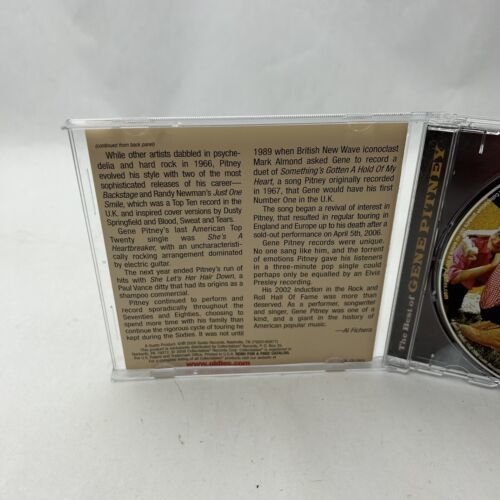 (continued from back panel)
While other artists dabbled in psyche-
delia and hard rock in 1966, Pitney
evolved his style with two of the most
sophisticated releases of his career—
Backstage and Randy Newman's Just One
Smile, which was a Top Ten record in the
U.K. and inspired cover versions by Dusty
Springfield and Blood, Sweat and Tears.
Gene Pitney's last American Top
Twenty single was She's A
Heartbreaker, with an uncharacteristi-
cally rocking arrangement dominated
by electric guitar.
The next year ended Pitney's run of
hits with She Lets Her Hair Down, a
Paul Vance ditty that had its origins as a
shampoo commercial.
Pitney continued to perform and
record sporadically throughout the
Seventies and Eighties, choosing to
spend more time with his family than
continue the rigorous cycle of touring he
kept during the Sixties. It was not until
1989 when British New Wave iconoclast
Mark Almond asked Gene to record a
duet of Something's Gotten A Hold Of My
Heart, a song Pitney originally recorded
in 1967, that Gene would have his first
Number One in the U.K.
The song began a revival of interest in
Pitney, that resulted in regular touring in
England and Europe up to his death after a
sold-out performance on April 5th, 2006.
Gene Pitney records were unique.
No one sang like him, and the torrent
of emotions Pitney gave his listeners
in a three-minute pop single could
perhaps only be equalled by an Elvis
Presley recording.
His 2002 induction in the Rock and
Roll Hall Of Fame was more than
deserved. As a performer, songwriter
and singer, Gene Pitney was one of a
kind, and a giant in the history of
American popular music.
—Al Fichera
www.oldies.com
The Best of GENE PITNEY